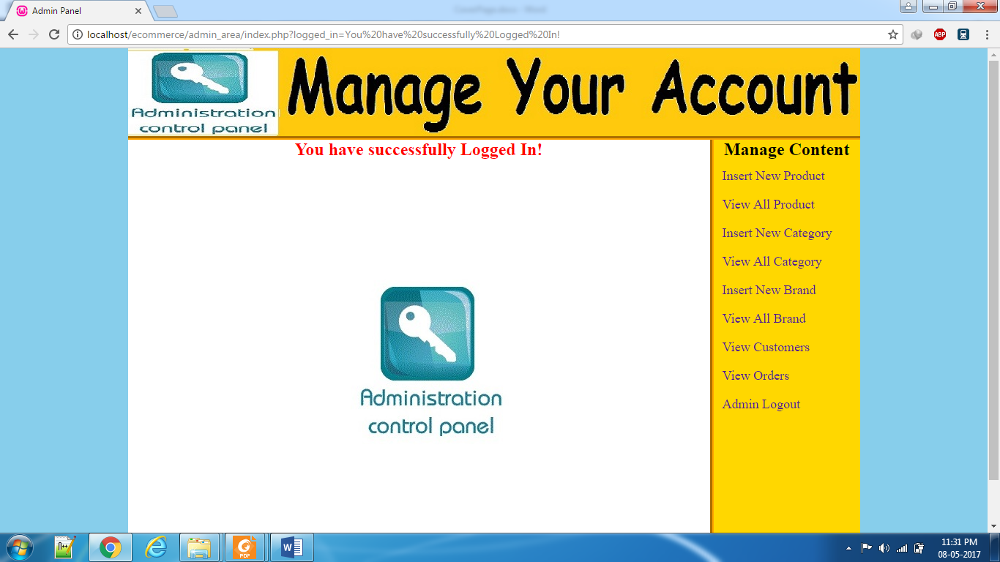 Admin Panel
localhost/ecommerce/admin_area/index.php?logged_in=You%20have%20successfully%20Logged%20In!
ABP
Administration
control panel
Manage Your Account
You have successfully Logged In!
Administration
control panel
Manage Content
Insert New Product
View All Product
Insert New Category
View All Category
Insert New Brand
View All Brand
View Customers
View Orders
Admin Logout
PDF
W
11:31 PM
08-05-2017